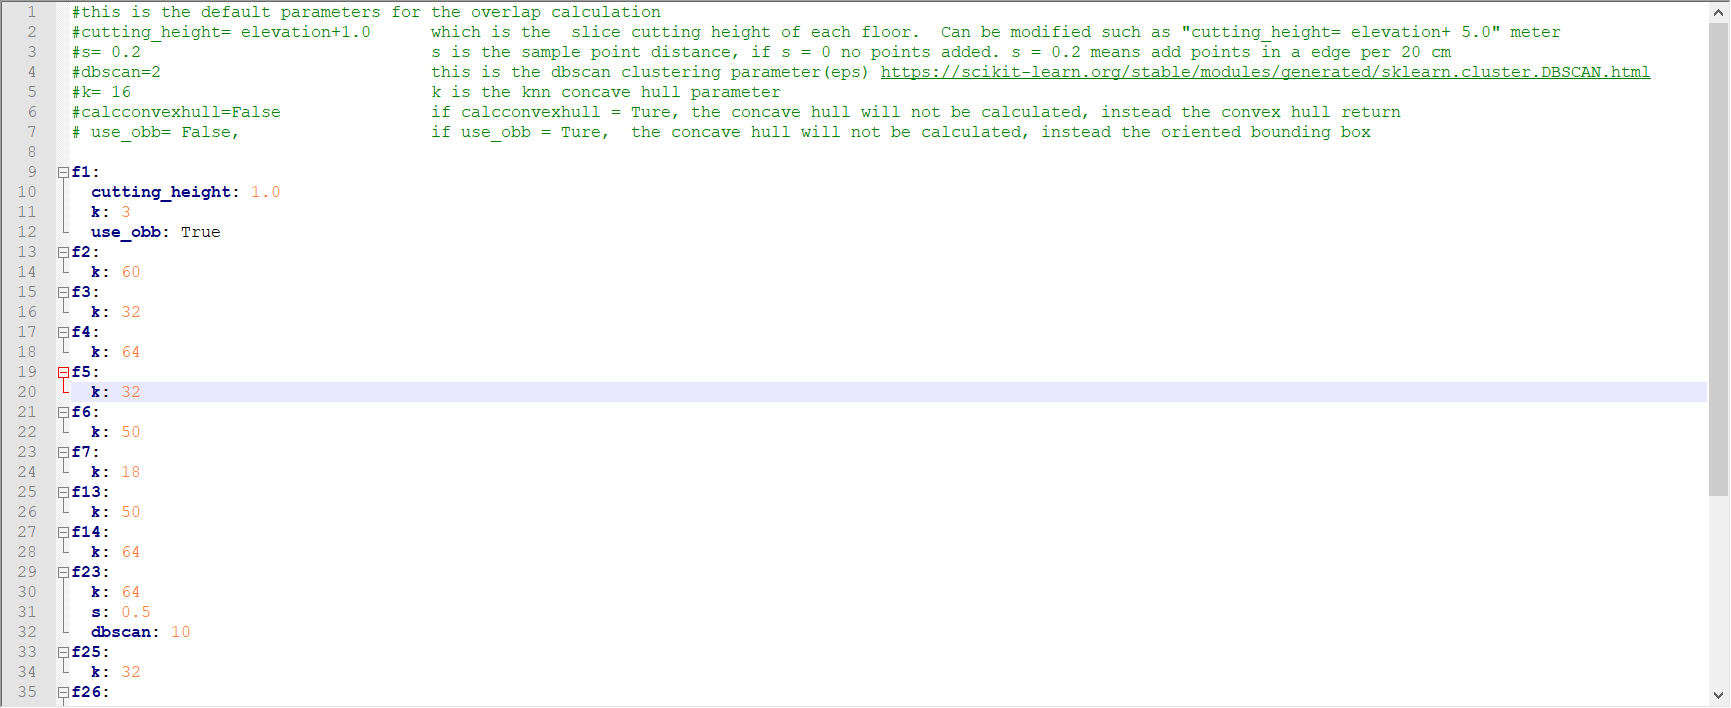 1 #this is the default parameters for the overlap calculation
2 #cutting_height= elevation+1.0      which is the  slice cutting height of each floor.  Can be modified such as "cutting_height= elevation+ 5.0" meter
3 #s= 0.2                             s is the sample point distance, if s = 0 no points added. s = 0.2 means add points in a edge per 20 cm
4 #dbscan=2                           this is the dbscan clustering parameter(eps) https://scikit-learn.org/stable/modules/generated/sklearn.cluster.DBSCAN.html
5 #k= 16                              k is the knn concave hull parameter
6 #calcconvexhull=False               if calcconvexhull = Ture, the concave hull will not be calculated, instead the convex hull return
7 # use_obb= False,                   if use_obb = Ture,  the concave hull will not be calculated, instead the oriented bounding box
8
9 f1:
10   cutting_height: 1.0
11   k: 3
12   use_obb: True
13 f2:
14   k: 60
15 f3:
16   k: 32
17 f4:
18   k: 64
19 f5:
20   k: 32
21 f6:
22   k: 50
23 f7:
24   k: 18
25 f13:
26   k: 50
27 f14:
28   k: 64
29 f23:
30   k: 64
31   s: 0.5
32   dbscan: 10
33 f25:
34   k: 32
35 f26: